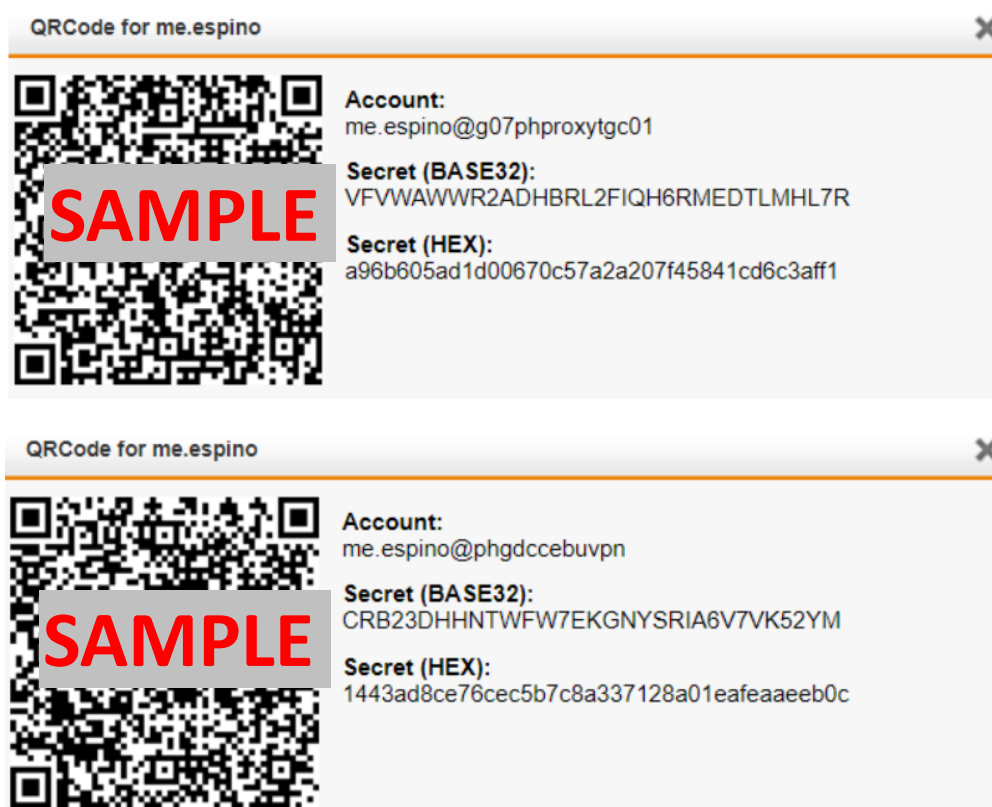 QRCode for me.espino
Account:
me.espino@g07phproxytgc01
Secret (BASE32):
VFVWAWWR2ADHBRL2FIQH6RMEDTLMHL7R
SAMPLE
Secret (HEX):
a96b605ad1d00670c57a2a207f45841cd6c3aff1
QRCode for me.espino
Account:
me.espino@phgdccebuvpn
Secret (BASE32):
CRB23DHHNTWFW7EKGNYSRIA6V7VK52YM
SAMPLE
Secret (HEX):
1443ad8ce76cec5b7c8a337128a01eafeaaeeb0c